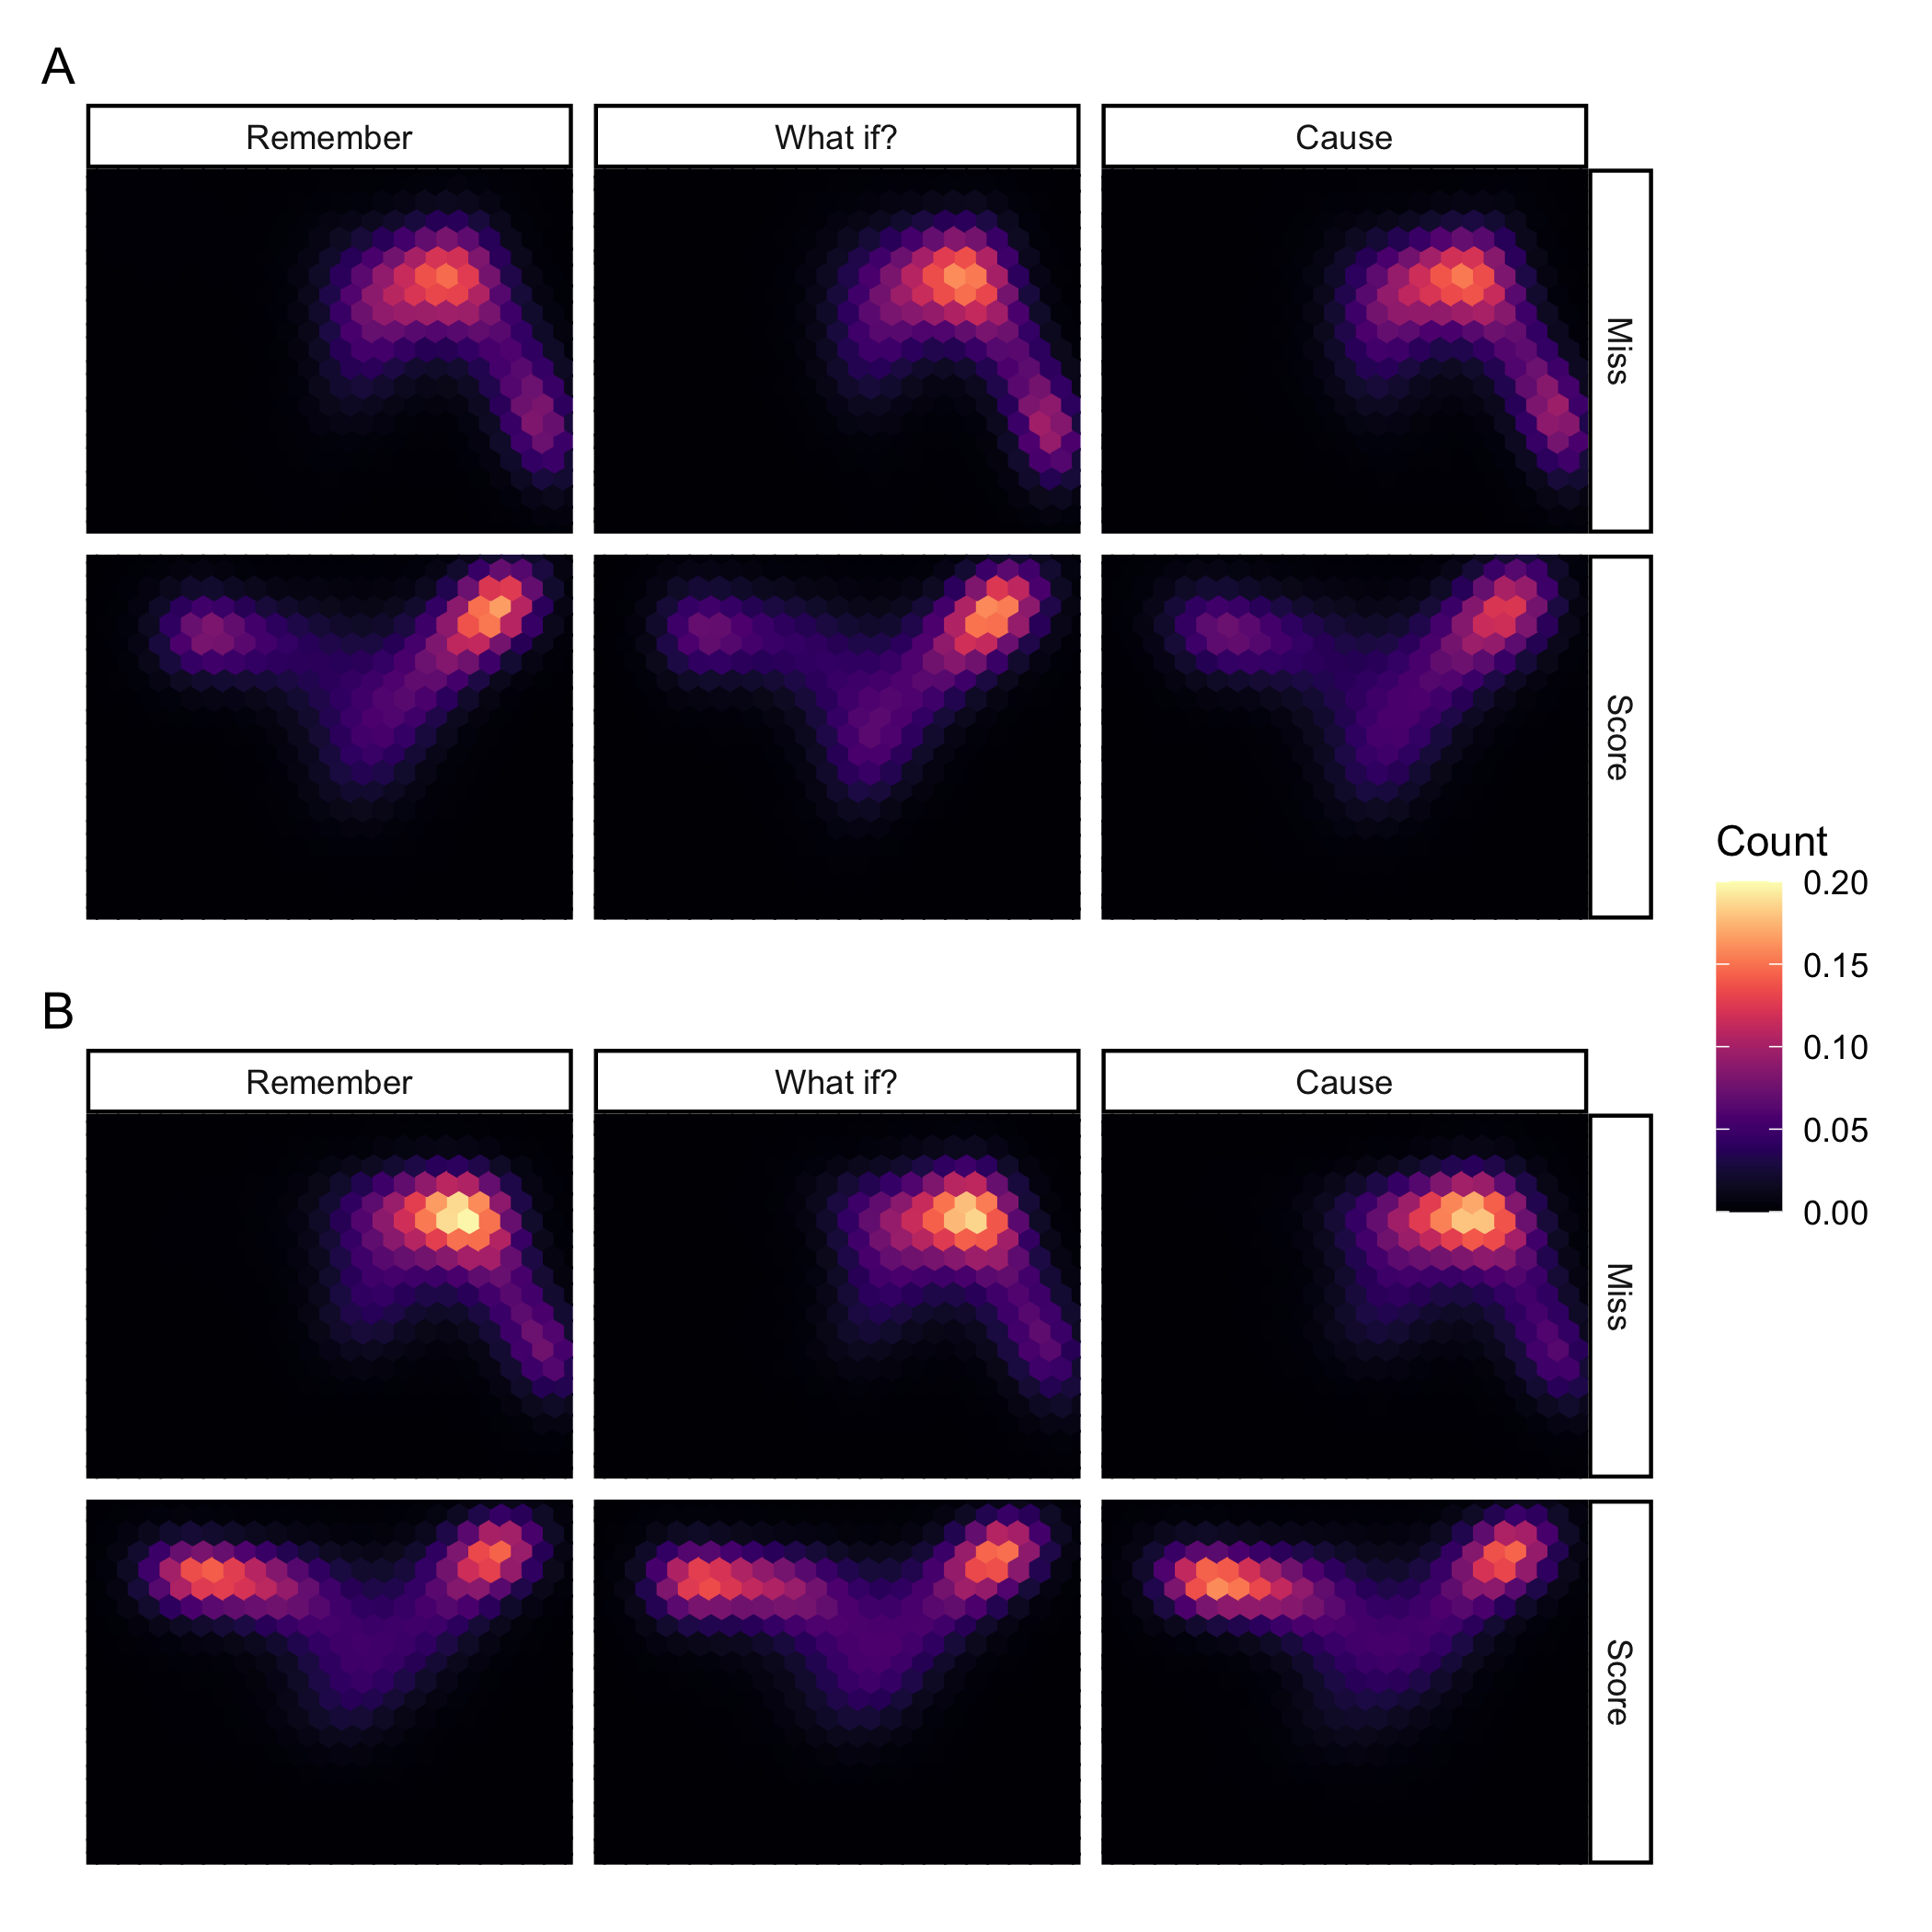 A
Remember
What if?
Cause
Miss
Score
Count
0.20
0.15
0.10
0.05
0.00
B
Remember
What if?
Cause
Miss
Score